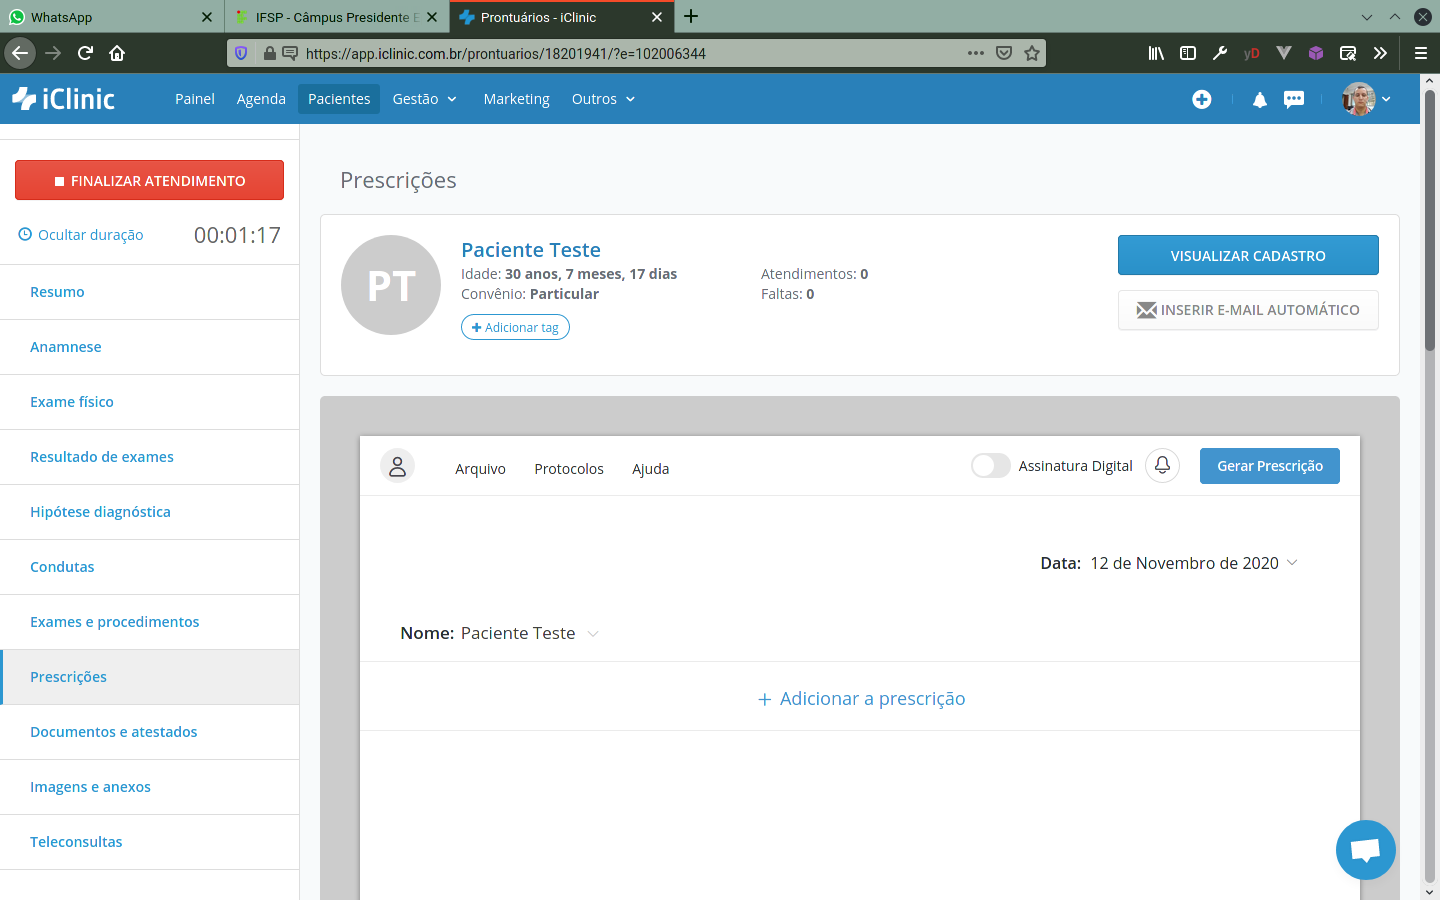 WhatsApp
IFSP - Câmpus Presidente E
Prontuários - iClinic
https://app.iclinic.com.br/prontuarios/18201941/?e=102006344
yD
iClinic
Painel
Agenda
Pacientes
Gestão
Marketing
Outros
FINALIZAR ATENDIMENTO
Ocultar duração
00:01:17
Resumo
Anamnese
Exame físico
Resultado de exames
Hipótese diagnóstica
Condutas
Exames e procedimentos
Prescrições
Documentos e atestados
Imagens e anexos
Teleconsultas
Prescrições
PT
Paciente Teste
Idade: 30 anos, 7 meses, 17 dias
Convênio: Particular
+ Adicionar tag
Atendimentos: 0
Faltas: 0
VISUALIZAR CADASTRO
INSERIR E-MAIL AUTOMÁTICO
Arquivo
Protocolos
Ajuda
Assinatura Digital
Gerar Prescrição
Data: 12 de Novembro de 2020
Nome: Paciente Teste
+ Adicionar a prescrição